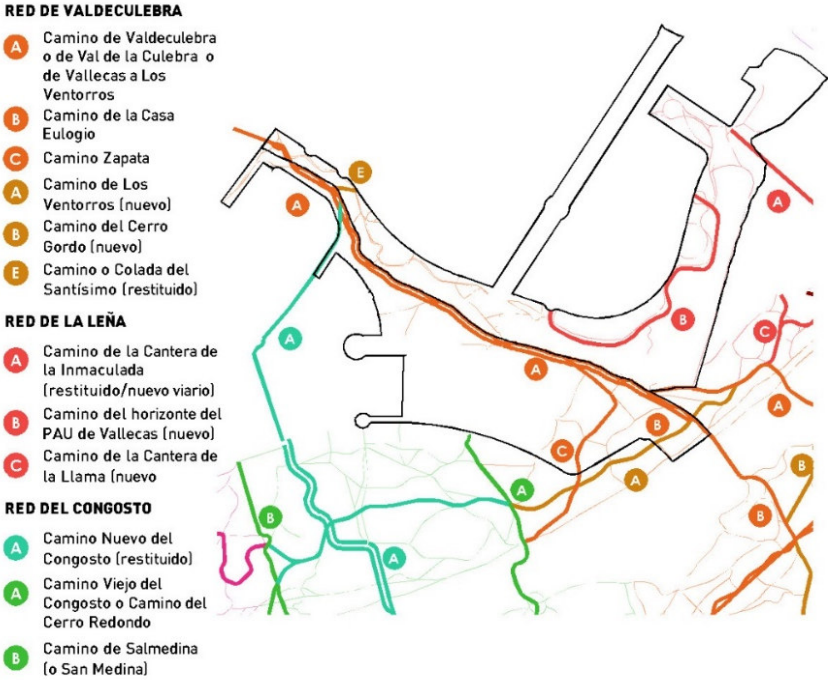 RED DE VALDECULEBRA
A
Camino de Valdeculebra
o de Val de la Culebra o
de Vallecas a Los
Ventorros
B
Camino de la Casa
Eulogio
C
Camino Zapata
A
Camino de Los
Ventorros (nuevo)
B
Camino del Cerro
Gordo (nuevo)
E
Camino o Colada del
Santísimo (restituido)
RED DE LA LEÑA
A
Camino de la Cantera de
la Inmaculada
(restituido/nuevo viario)
B
Camino del horizonte del
PAU de Vallecas (nuevo)
C
Camino de la Cantera de
la Llama (nuevo
RED DEL CONGOSTO
A
Camino Nuevo del
Congosto (restituido)
A
Camino Viejo del
Congosto o Camino del
Cerro Redondo
B
Camino de Salmedina
(o San Medina)
E
A
A
B
A
C
A
A
B
C
A
A
B
B
B
A